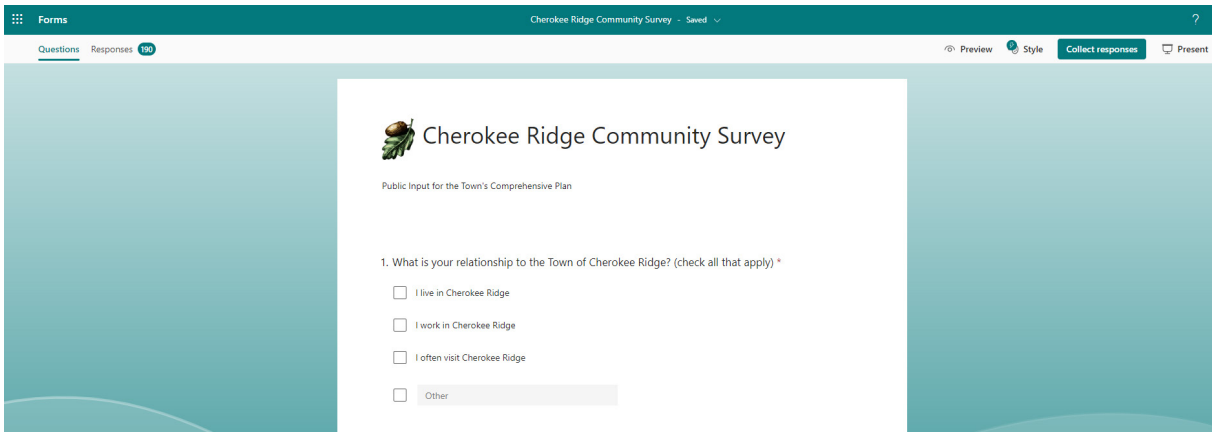 Forms
Cherokee Ridge Community Survey - Saved
?
Questions Responses 190
Preview Style Collect responses Present
Cherokee Ridge Community Survey
Public Input for the Town's Comprehensive Plan
1. What is your relationship to the Town of Cherokee Ridge? (check all that apply) *
I live in Cherokee Ridge
I work in Cherokee Ridge
I often visit Cherokee Ridge
Other